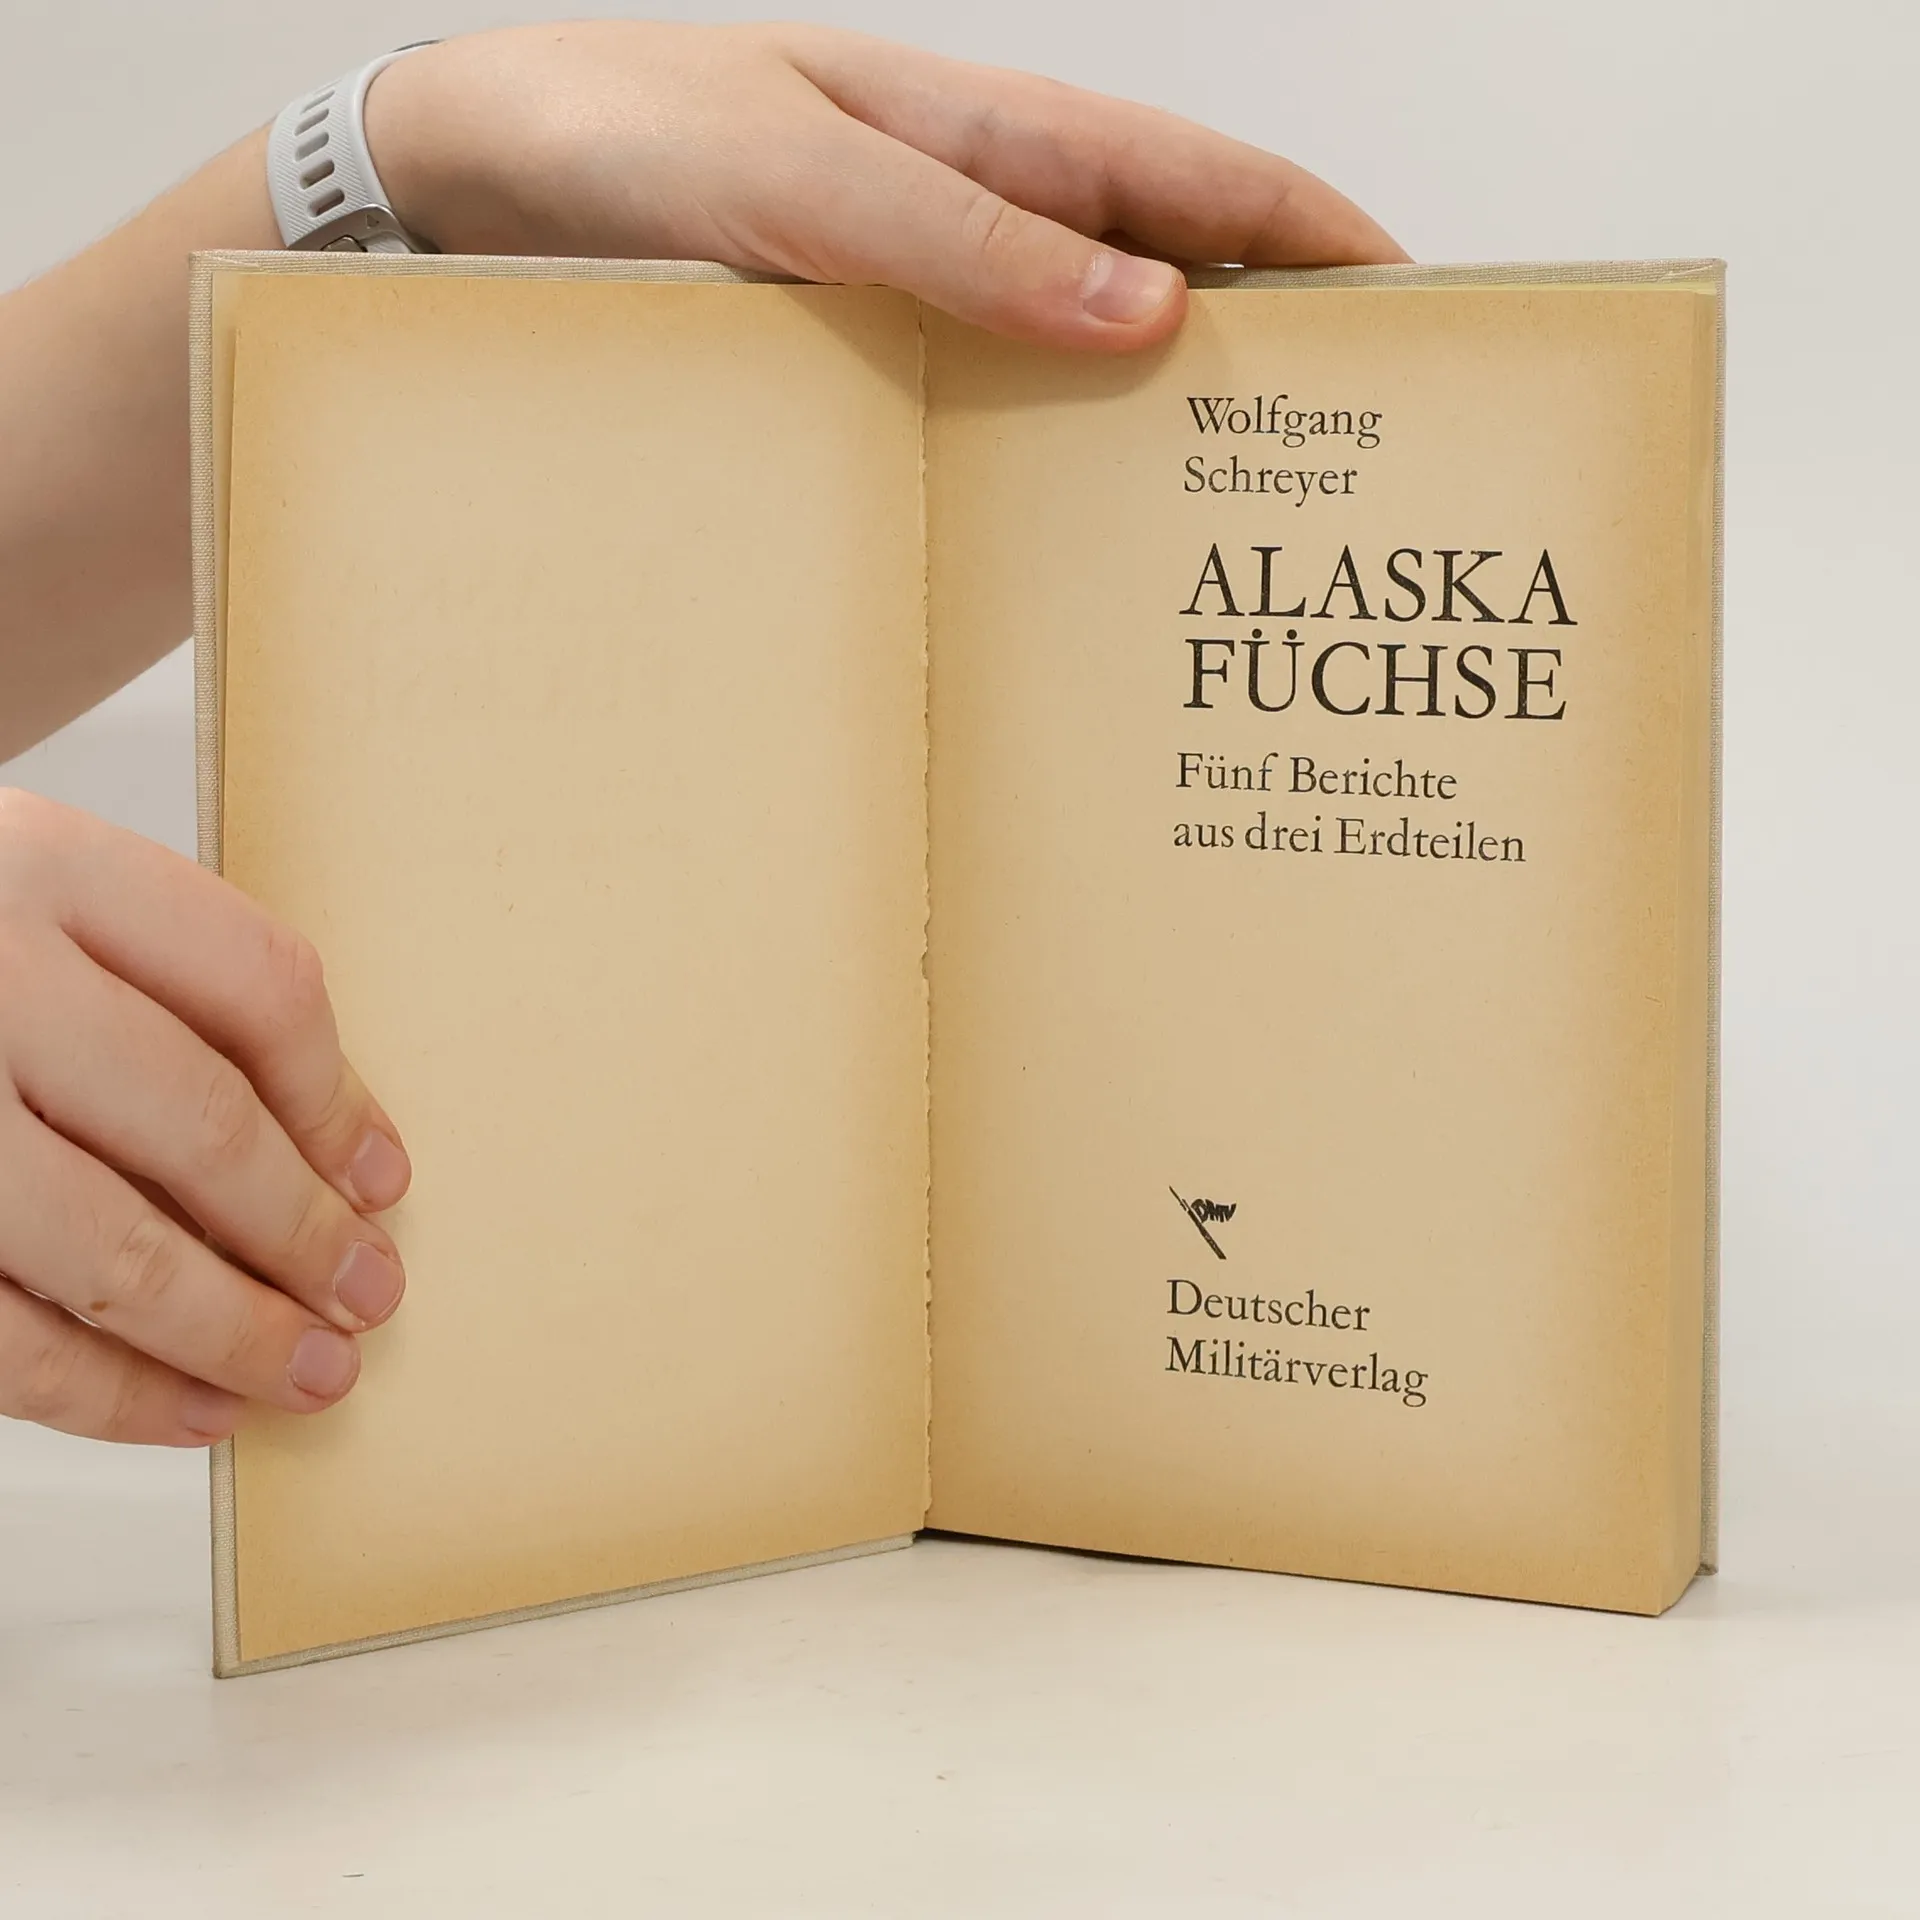 Wolfgang
Schreyer
ALASKA
FÜCHSE
Fünf Berichte
aus drei Erdteilen
DMV
Deutscher
Militärverlag